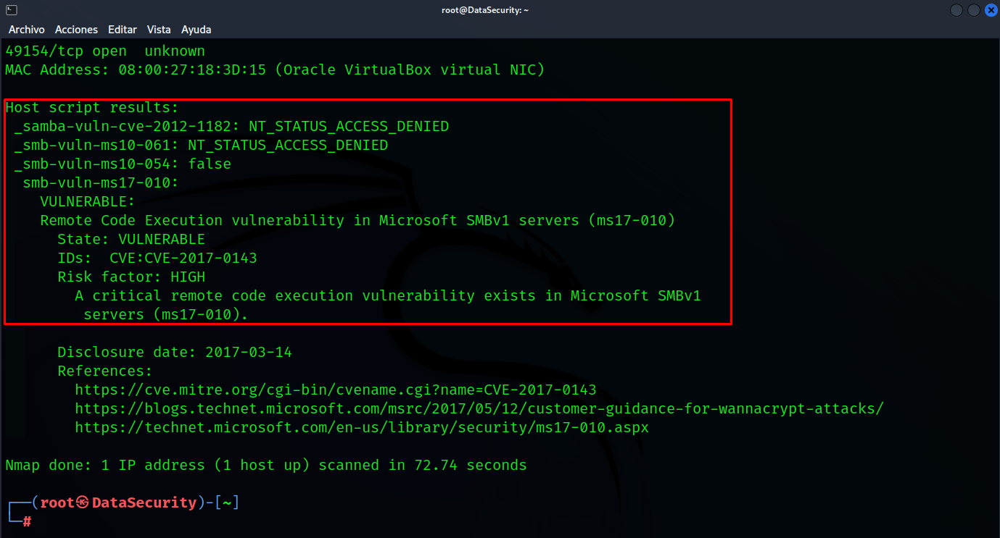 root@DataSecurity: ~
Archivo Acciones Editar Vista Ayuda
49154/tcp open  unknown
MAC Address: 08:00:27:18:3D:15 (Oracle VirtualBox virtual NIC)
Host script results:
_samba-vuln-cve-2012-1182: NT_STATUS_ACCESS_DENIED
_smb-vuln-ms10-061: NT_STATUS_ACCESS_DENIED
_smb-vuln-ms10-054: false
smb-vuln-ms17-010:
VULNERABLE:
Remote Code Execution vulnerability in Microsoft SMBv1 servers (ms17-010)
State: VULNERABLE
IDs:  CVE:CVE-2017-0143
Risk factor: HIGH
A critical remote code execution vulnerability exists in Microsoft SMBv1
servers (ms17-010).
Disclosure date: 2017-03-14
References:
https://cve.mitre.org/cgi-bin/cvename.cgi?name=CVE-2017-0143
https://blogs.technet.microsoft.com/msrc/2017/05/12/customer-guidance-for-wannacrypt-attacks/
https://technet.microsoft.com/en-us/library/security/ms17-010.aspx
Nmap done: 1 IP address (1 host up) scanned in 72.74 seconds
┌──(root㉿DataSecurity)-[~]
└─#